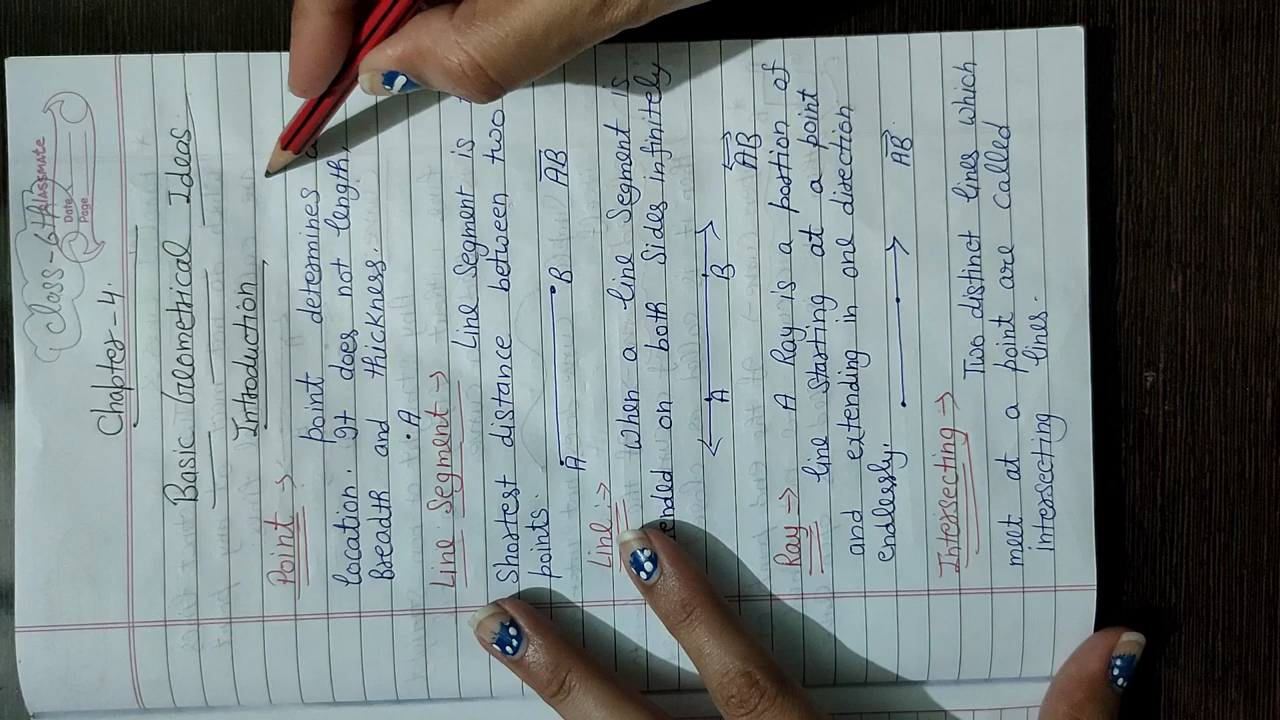 Class-6th
classmate
Date
Page
Chapter-4.
Basic Geometrical Ideas.
Introduction
Point → point determines
location. It does not length,
Breadth and thickness.
.A
Line Segment → Line Segment is
Shortest distance between two
points.
A B AB
Line → When a line Segment is
ended on both Sides infinitely
A B AB
Ray → A Ray is a portion of
line Starting at a point
and extending in one direction
endlessly. AB
Intersecting → Two distinct lines which
meet at a point are called
intersecting lines.